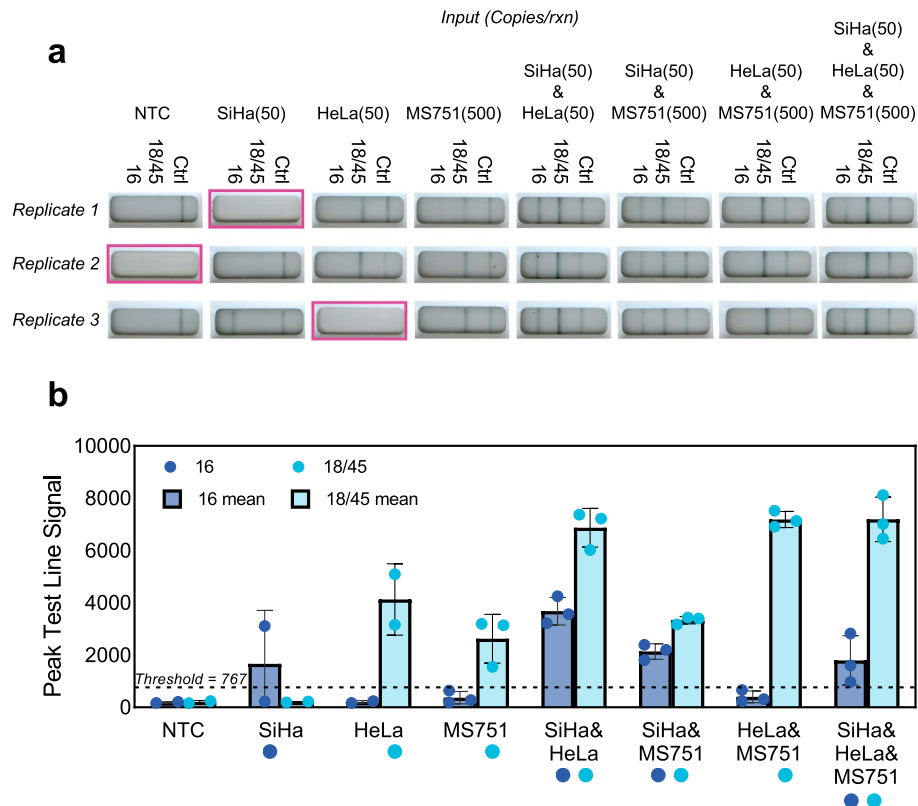 Input (Copies/rxn)
a
NTC
SiHa(50)
HeLa(50)
MS751(500)
SiHa(50)
&
HeLa(50)
SiHa(50)
&
MS751(500)
HeLa(50)
&
MS751(500)
SiHa(50)
&
HeLa(50)
&
MS751(500)
16 18/45 Ctrl 16 18/45 Ctrl 16 18/45 Ctrl 16 18/45 Ctrl 16 18/45 Ctrl 16 18/45 Ctrl 16 18/45 Ctrl 16 18/45 Ctrl
Replicate 1
Replicate 2
Replicate 3
b
Peak Test Line Signal
10000
8000
6000
4000
2000
0
16
18/45
16 mean
18/45 mean
Threshold = 767
NTC
SiHa
HeLa
MS751
SiHa&
HeLa
SiHa&
MS751
HeLa&
MS751
SiHa&
HeLa&
MS751